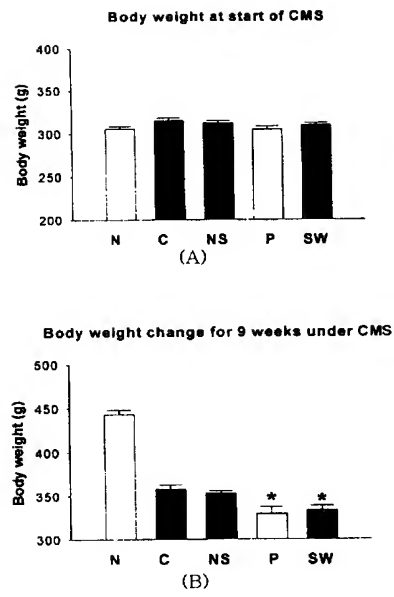 Body weight at start of CMS
Body weight (g)
400
350
300
250
200
N C NS P SW
(A)
Body weight change for 9 weeks under CMS
Body weight (g)
500
450
400
350
300
* *
N C NS P SW
(B)